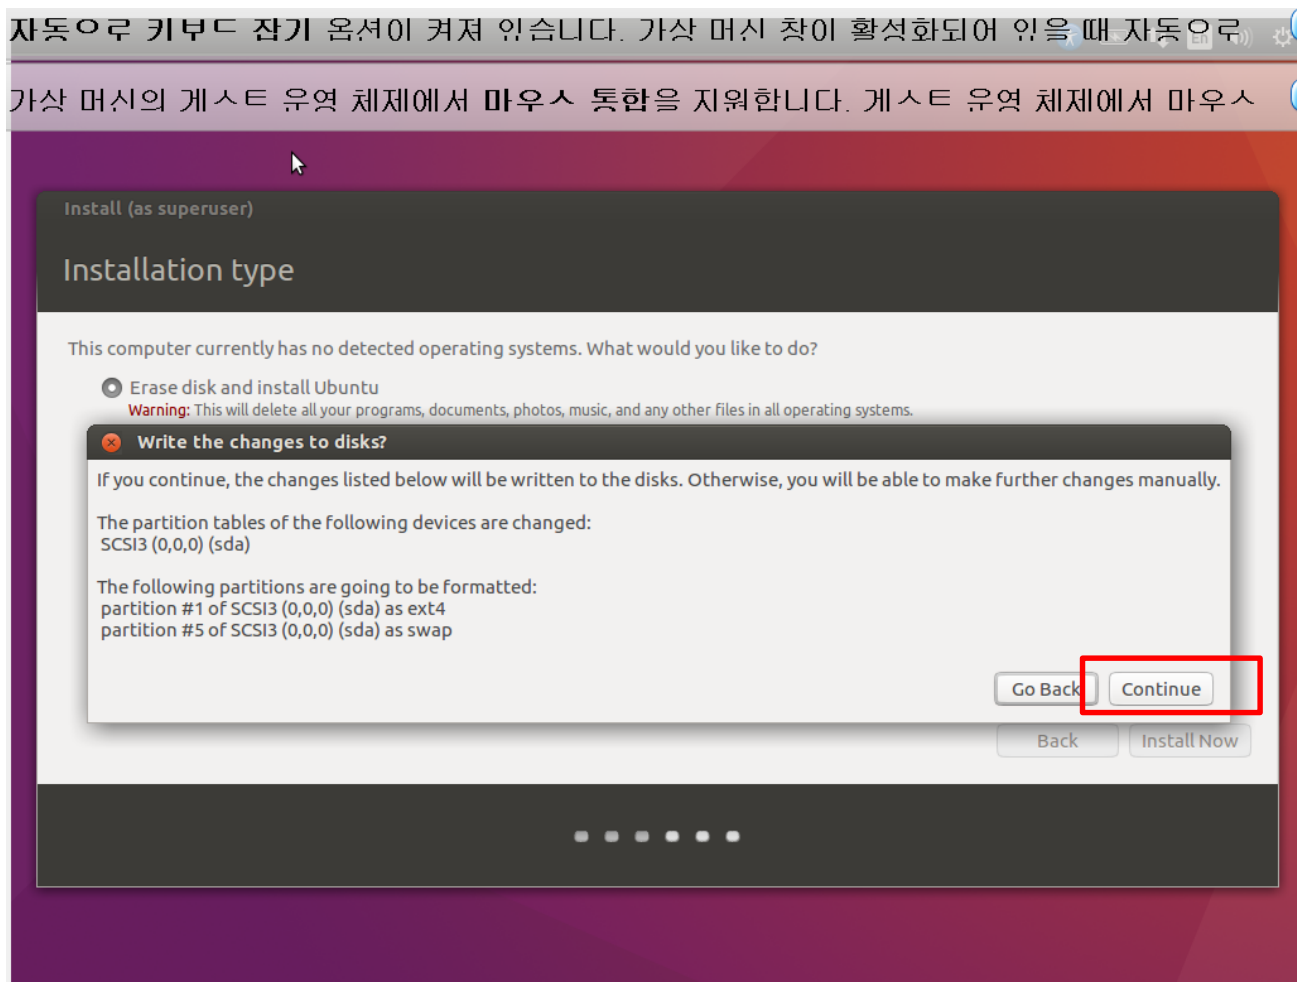 자동으로 키보드 잡기 옵션이 켜져 있습니다. 가상 머신 창이 활성화되어 있을 때 자동으로
En
가상 머신의 게스트 운영 체제에서 마우스 통합을 지원합니다. 게스트 운영 체제에서 마우스
Install (as superuser)
Installation type
This computer currently has no detected operating systems. What would you like to do?
Erase disk and install Ubuntu
Warning: This will delete all your programs, documents, photos, music, and any other files in all operating systems.
Write the changes to disks?
If you continue, the changes listed below will be written to the disks. Otherwise, you will be able to make further changes manually.
The partition tables of the following devices are changed:
SCSI3 (0,0,0) (sda)
The following partitions are going to be formatted:
partition #1 of SCSI3 (0,0,0) (sda) as ext4
partition #5 of SCSI3 (0,0,0) (sda) as swap
Go Back
Continue
Back
Install Now